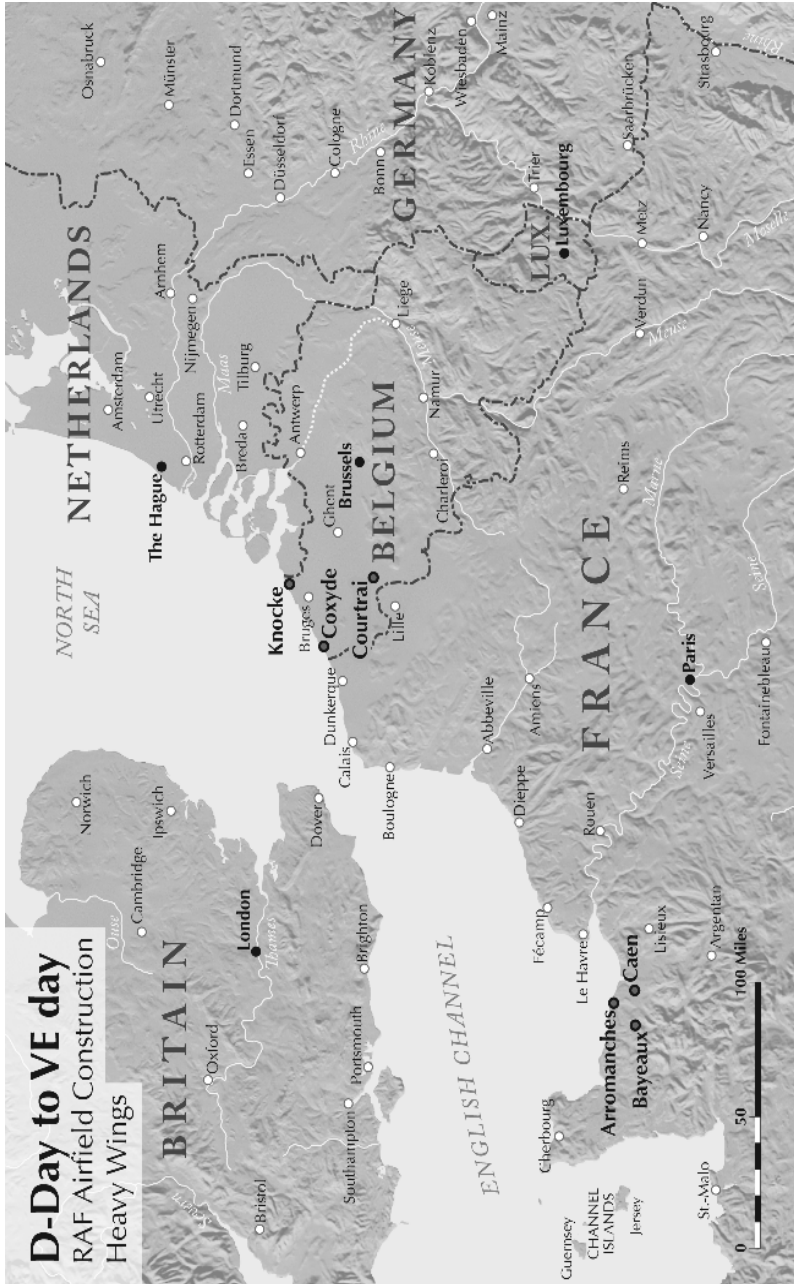 D-Day to VE day
RAF Airfield Construction
Heavy Wings
BRITAIN
Severn
Bristol
Oxford
Ouse
Cambridge
Norwich
Ipswich
London
Thames
Southampton
Portsmouth
Brighton
Dover
NORTH
SEA
ENGLISH CHANNEL
NETHERLANDS
Amsterdam
Utrecht
The Hague
Rotterdam
Arnhem
Nijmegen
Maas
Breda
Tilburg
Osnabruck
Münster
Dortmund
Essen
Düsseldorf
Cologne
Rhine
Bonn
GERMANY
Koblenz
Wiesbaden
Mainz
Trier
Saarbrücken
Strasbourg
Rhine
Knocke
Bruges
Coxyde
Courtrai
Ghent
Antwerp
Brussels
BELGIUM
Liege
Meuse
Namur
Charleroi
LUX.
Luxembourg
Metz
Nancy
Moselle
Verdun
Meuse
Dunkerque
Calais
Boulogne
Lille
Abbeville
Amiens
Dieppe
FRANCE
Reims
Marne
Seine
Paris
Versailles
Fontainebleau
Seine
Rouen
Fécamp
Le Havre
Lisieux
Argentan
Caen
Arromanches
Bayeaux
Cherbourg
Guernsey
CHANNEL
ISLANDS
Jersey
St.-Malo
0 50 100 Miles